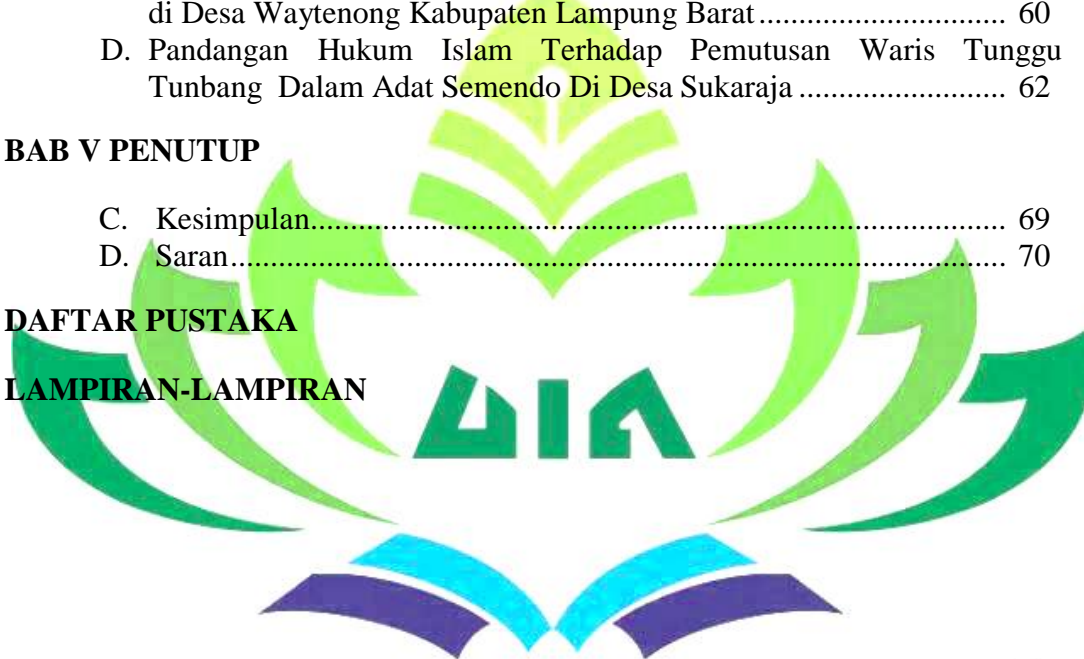 di Desa Waytenong Kabupaten Lampung Barat ............................ 60
D. Pandangan Hukum Islam Terhadap Pemutusan Waris Tunggu
Tunbang Dalam Adat Semendo Di Desa Sukaraja ........................ 62
BAB V PENUTUP
C. Kesimpulan.............................................................................. 69
D. Saran....................................................................................... 70
DAFTAR PUSTAKA
LAMPIRAN-LAMPIRAN
UIN